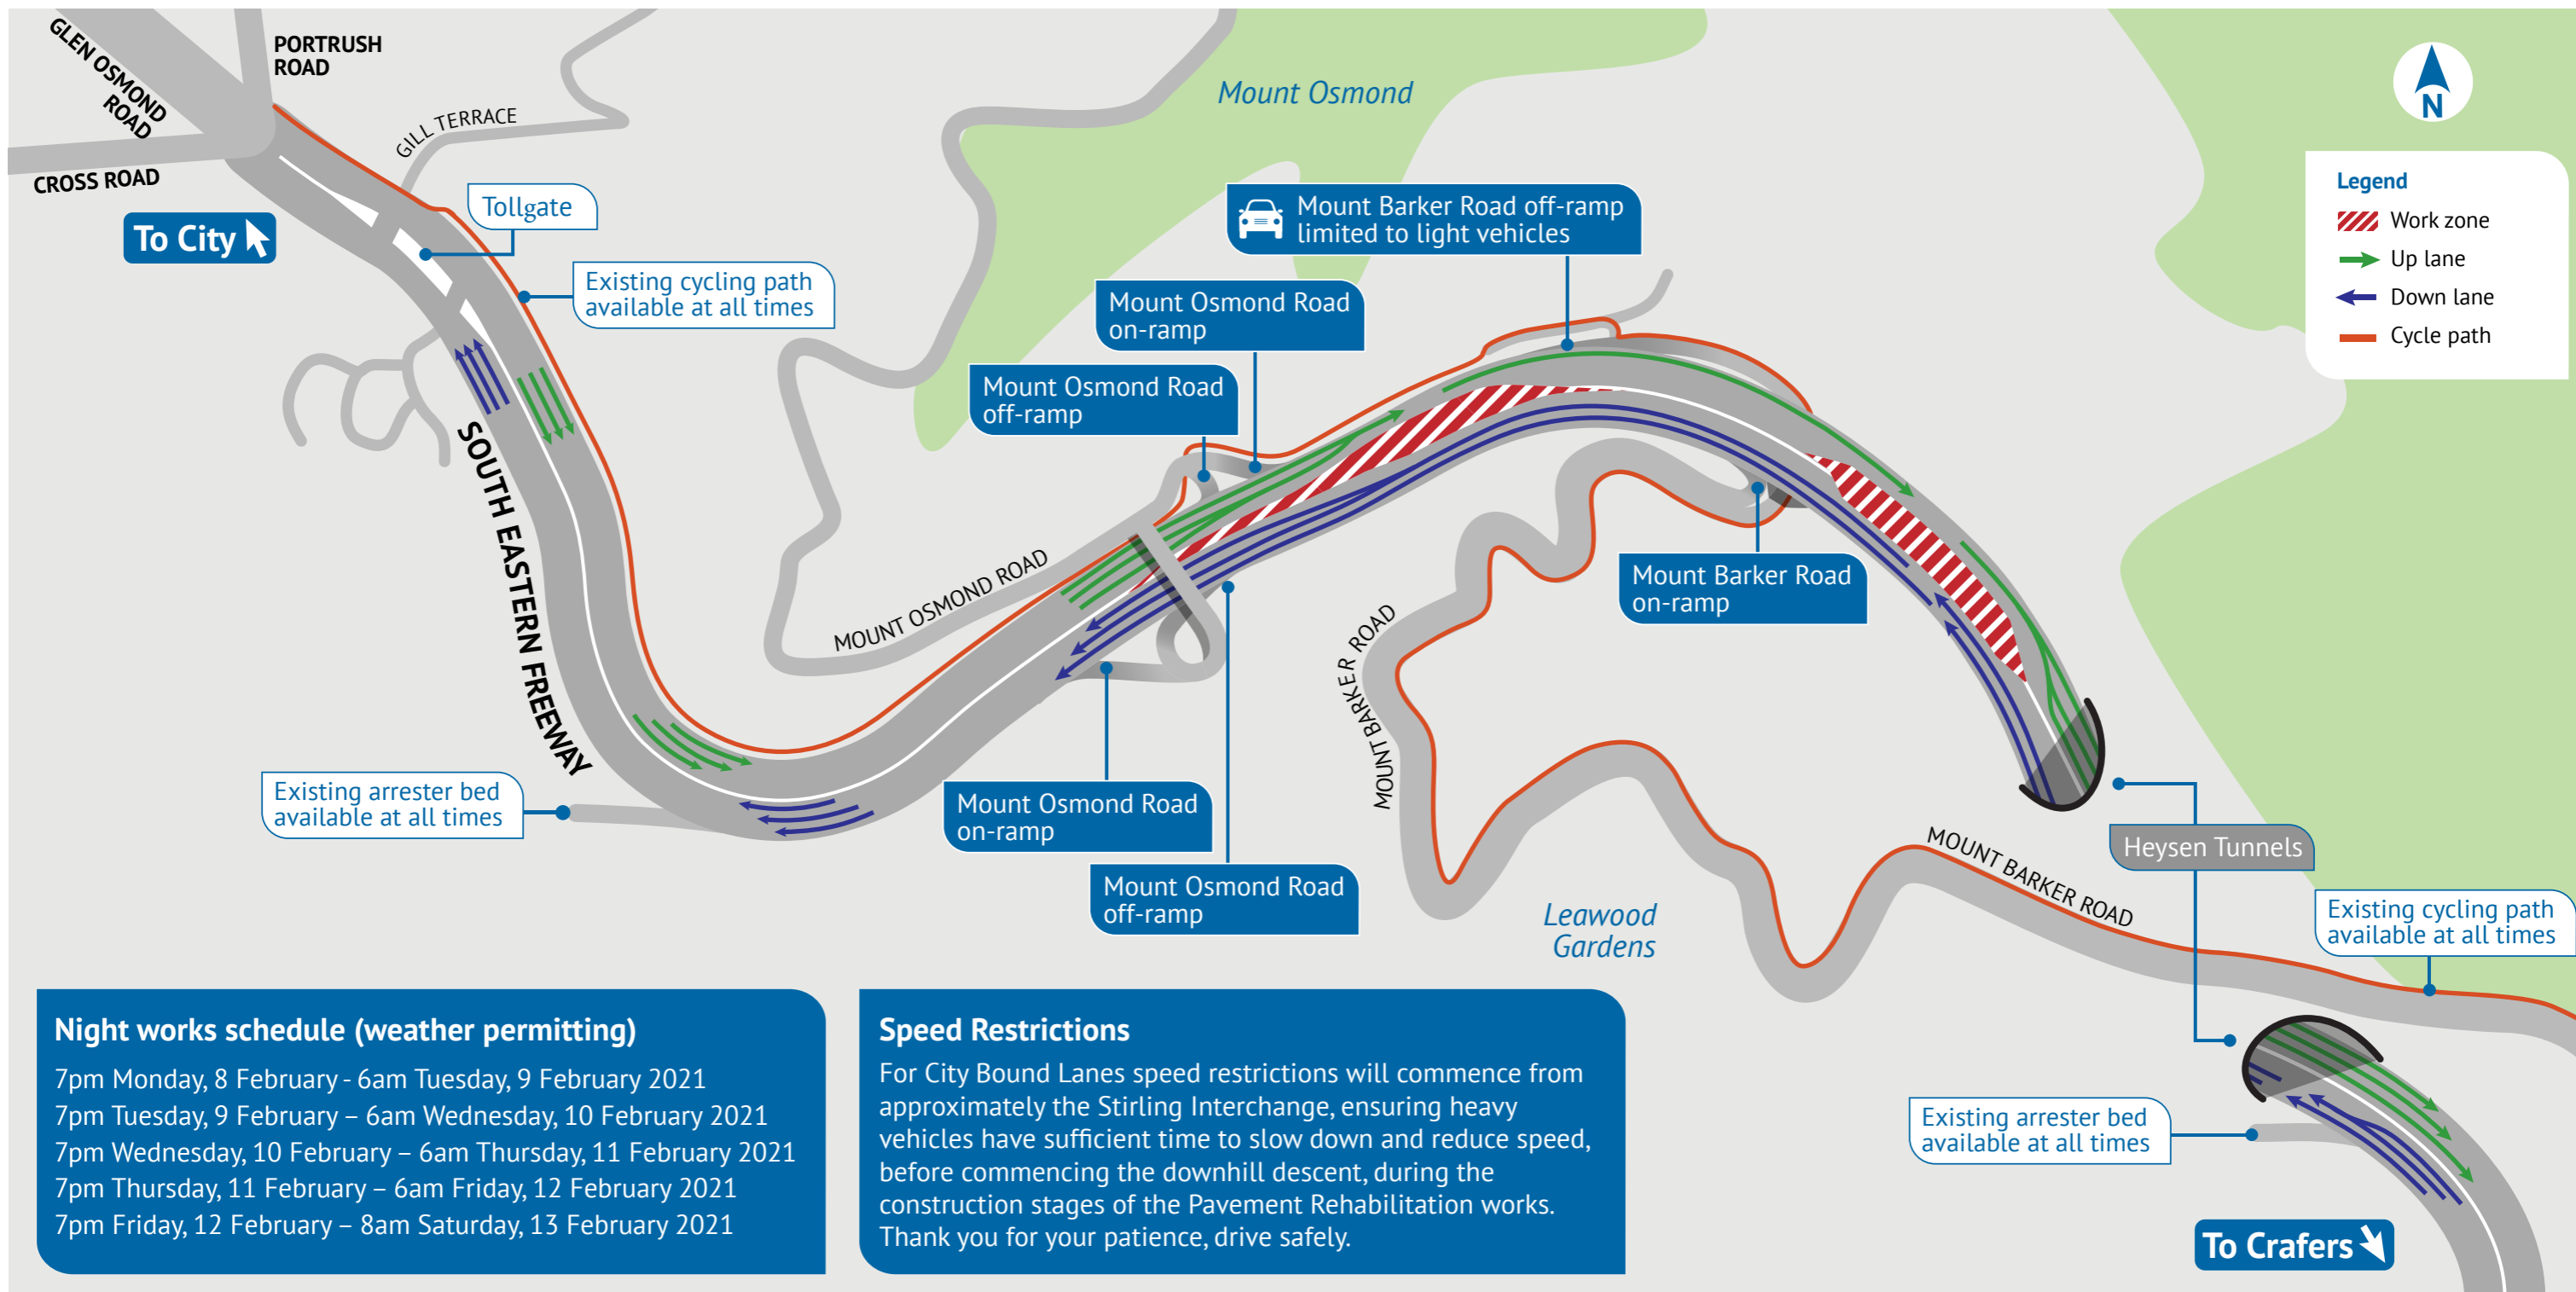 GLEN OSMOND
ROAD
PORTRUSH
ROAD
GILL TERRACE
CROSS ROAD
To City
Tollgate
Existing cycling path
available at all times
Mount Osmond
N
Legend
Work zone
Up lane
Down lane
Cycle path
Mount Barker Road off-ramp
limited to light vehicles
Mount Osmond Road
on-ramp
Mount Osmond Road
off-ramp
SOUTH EASTERN FREEWAY
MOUNT OSMOND ROAD
Mount Barker Road
on-ramp
MOUNT BARKER ROAD
Existing arrester bed
available at all times
Mount Osmond Road
on-ramp
Mount Osmond Road
off-ramp
Leawood
Gardens
MOUNT BARKER ROAD
Heysen Tunnels
Existing cycling path
available at all times
Existing arrester bed
available at all times
To Crafers
Night works schedule (weather permitting)
7pm Monday, 8 February - 6am Tuesday, 9 February 2021
7pm Tuesday, 9 February – 6am Wednesday, 10 February 2021
7pm Wednesday, 10 February – 6am Thursday, 11 February 2021
7pm Thursday, 11 February – 6am Friday, 12 February 2021
7pm Friday, 12 February – 8am Saturday, 13 February 2021
Speed Restrictions
For City Bound Lanes speed restrictions will commence from
approximately the Stirling Interchange, ensuring heavy
vehicles have sufficient time to slow down and reduce speed,
before commencing the downhill descent, during the
construction stages of the Pavement Rehabilitation works.
Thank you for your patience, drive safely.